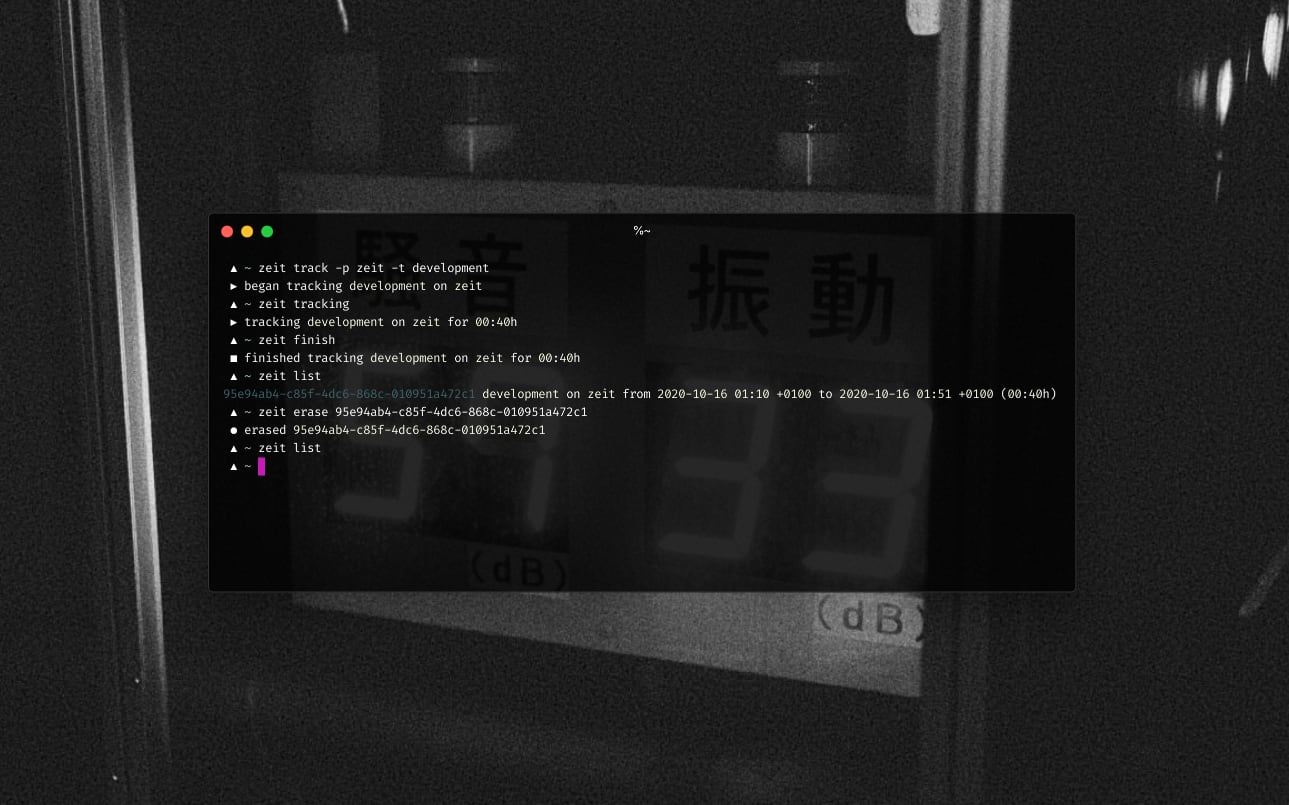 %~
▲ ~ zeit track -p zeit -t development
▶ began tracking development on zeit
▲ ~ zeit tracking
▶ tracking development on zeit for 00:40h
▲ ~ zeit finish
■ finished tracking development on zeit for 00:40h
▲ ~ zeit list
95e94ab4-c85f-4dc6-868c-010951a472c1 development on zeit from 2020-10-16 01:10 +0100 to 2020-10-16 01:51 +0100 (00:40h)
▲ ~ zeit erase 95e94ab4-c85f-4dc6-868c-010951a472c1
● erased 95e94ab4-c85f-4dc6-868c-010951a472c1
▲ ~ zeit list
▲ ~
騒音 振動
33
(dB) (dB)